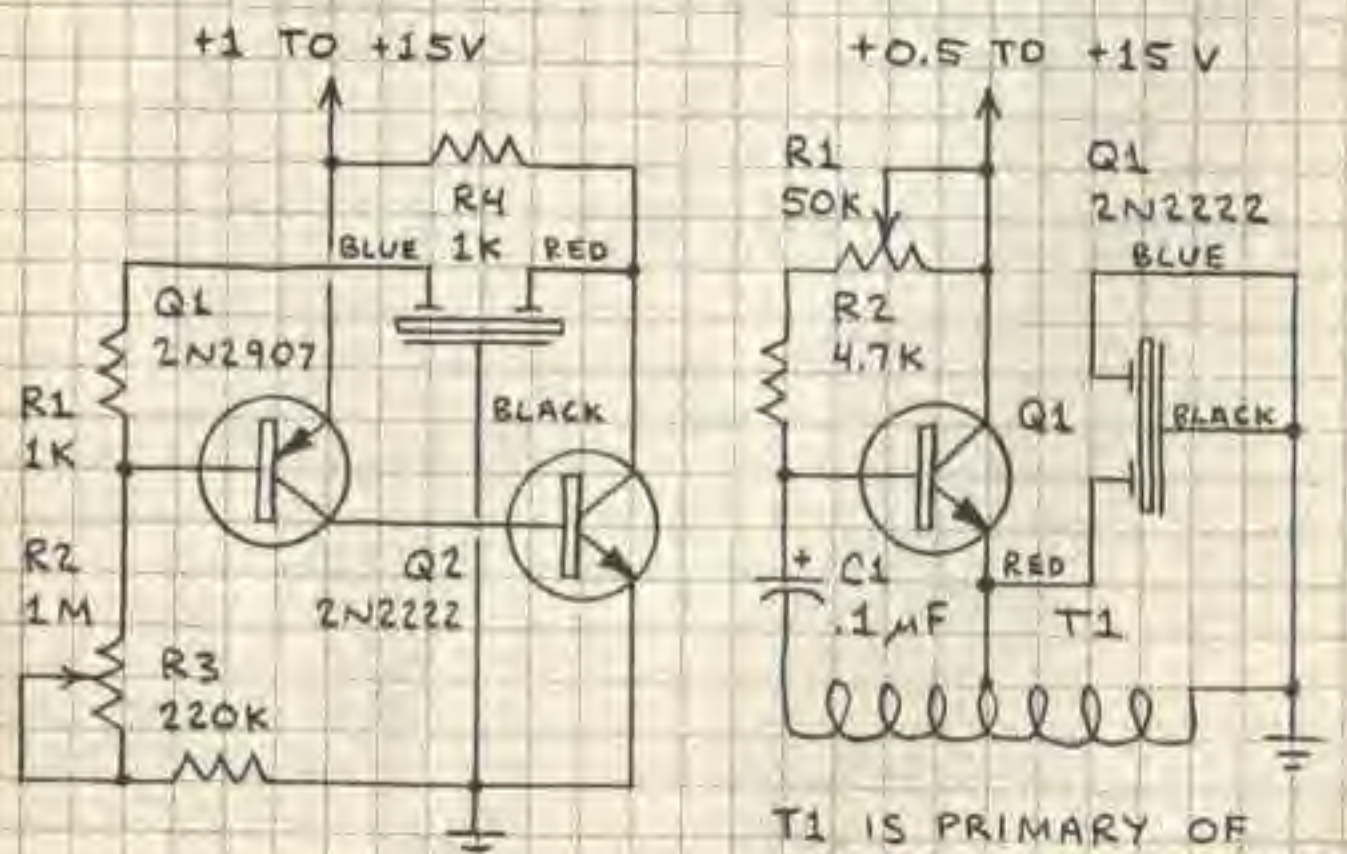 +1 TO +15V
R4
1K
BLUE
RED
Q1
2N2907
R1
1K
BLACK
R2
1M
Q2
2N2222
R3
220K
+0.5 TO +15 V
R1
50K
Q1
2N2222
BLUE
R2
4.7K
Q1
BLACK
+
C1
.1µF
RED
T1
T1 IS PRIMARY OF